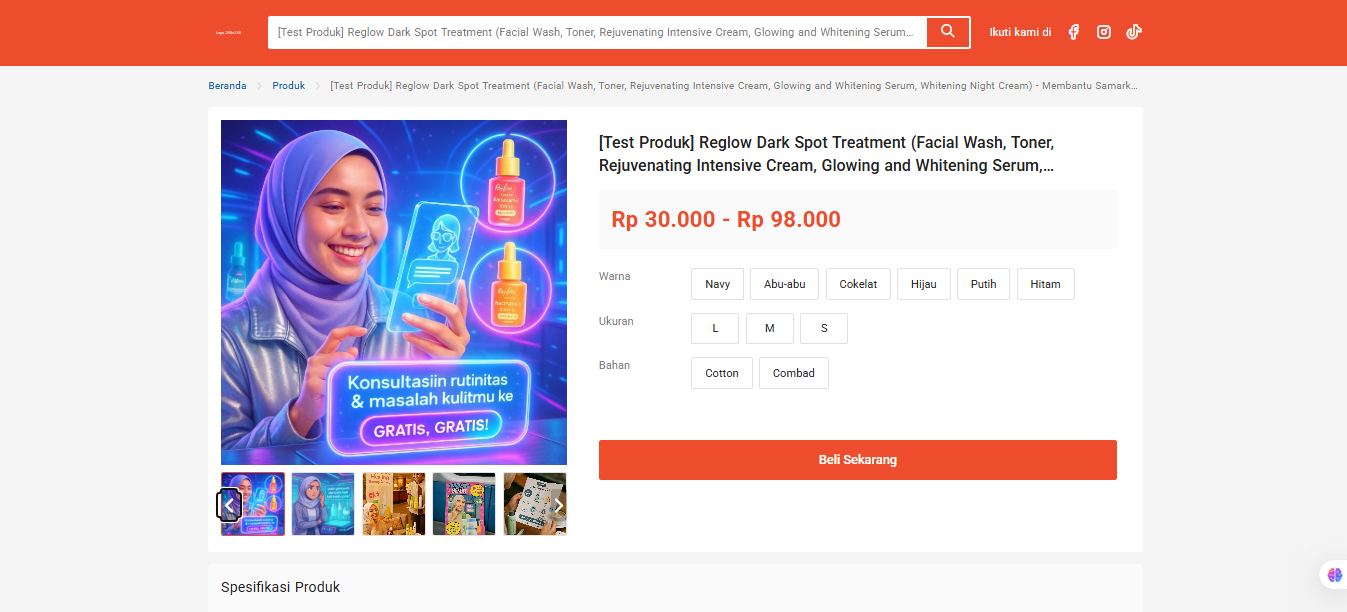 Logo 250x150
[Test Produk] Reglow Dark Spot Treatment (Facial Wash, Toner, Rejuvenating Intensive Cream, Glowing and Whitening Serum...
Ikuti kami di
Beranda
Produk
[Test Produk] Reglow Dark Spot Treatment (Facial Wash, Toner, Rejuvenating Intensive Cream, Glowing and Whitening Serum, Whitening Night Cream) - Membantu Samark...
[Test Produk] Reglow Dark Spot Treatment (Facial Wash, Toner,
Rejuvenating Intensive Cream, Glowing and Whitening Serum,...
Rp 30.000 - Rp 98.000
Warna
Navy
Abu-abu
Cokelat
Hijau
Putih
Hitam
Ukuran
L
M
S
Bahan
Cotton
Combad
Beli Sekarang
Konsultasiin rutinitas
& masalah kulitmu ke
GRATIS, GRATIS!
Spesifikasi Produk